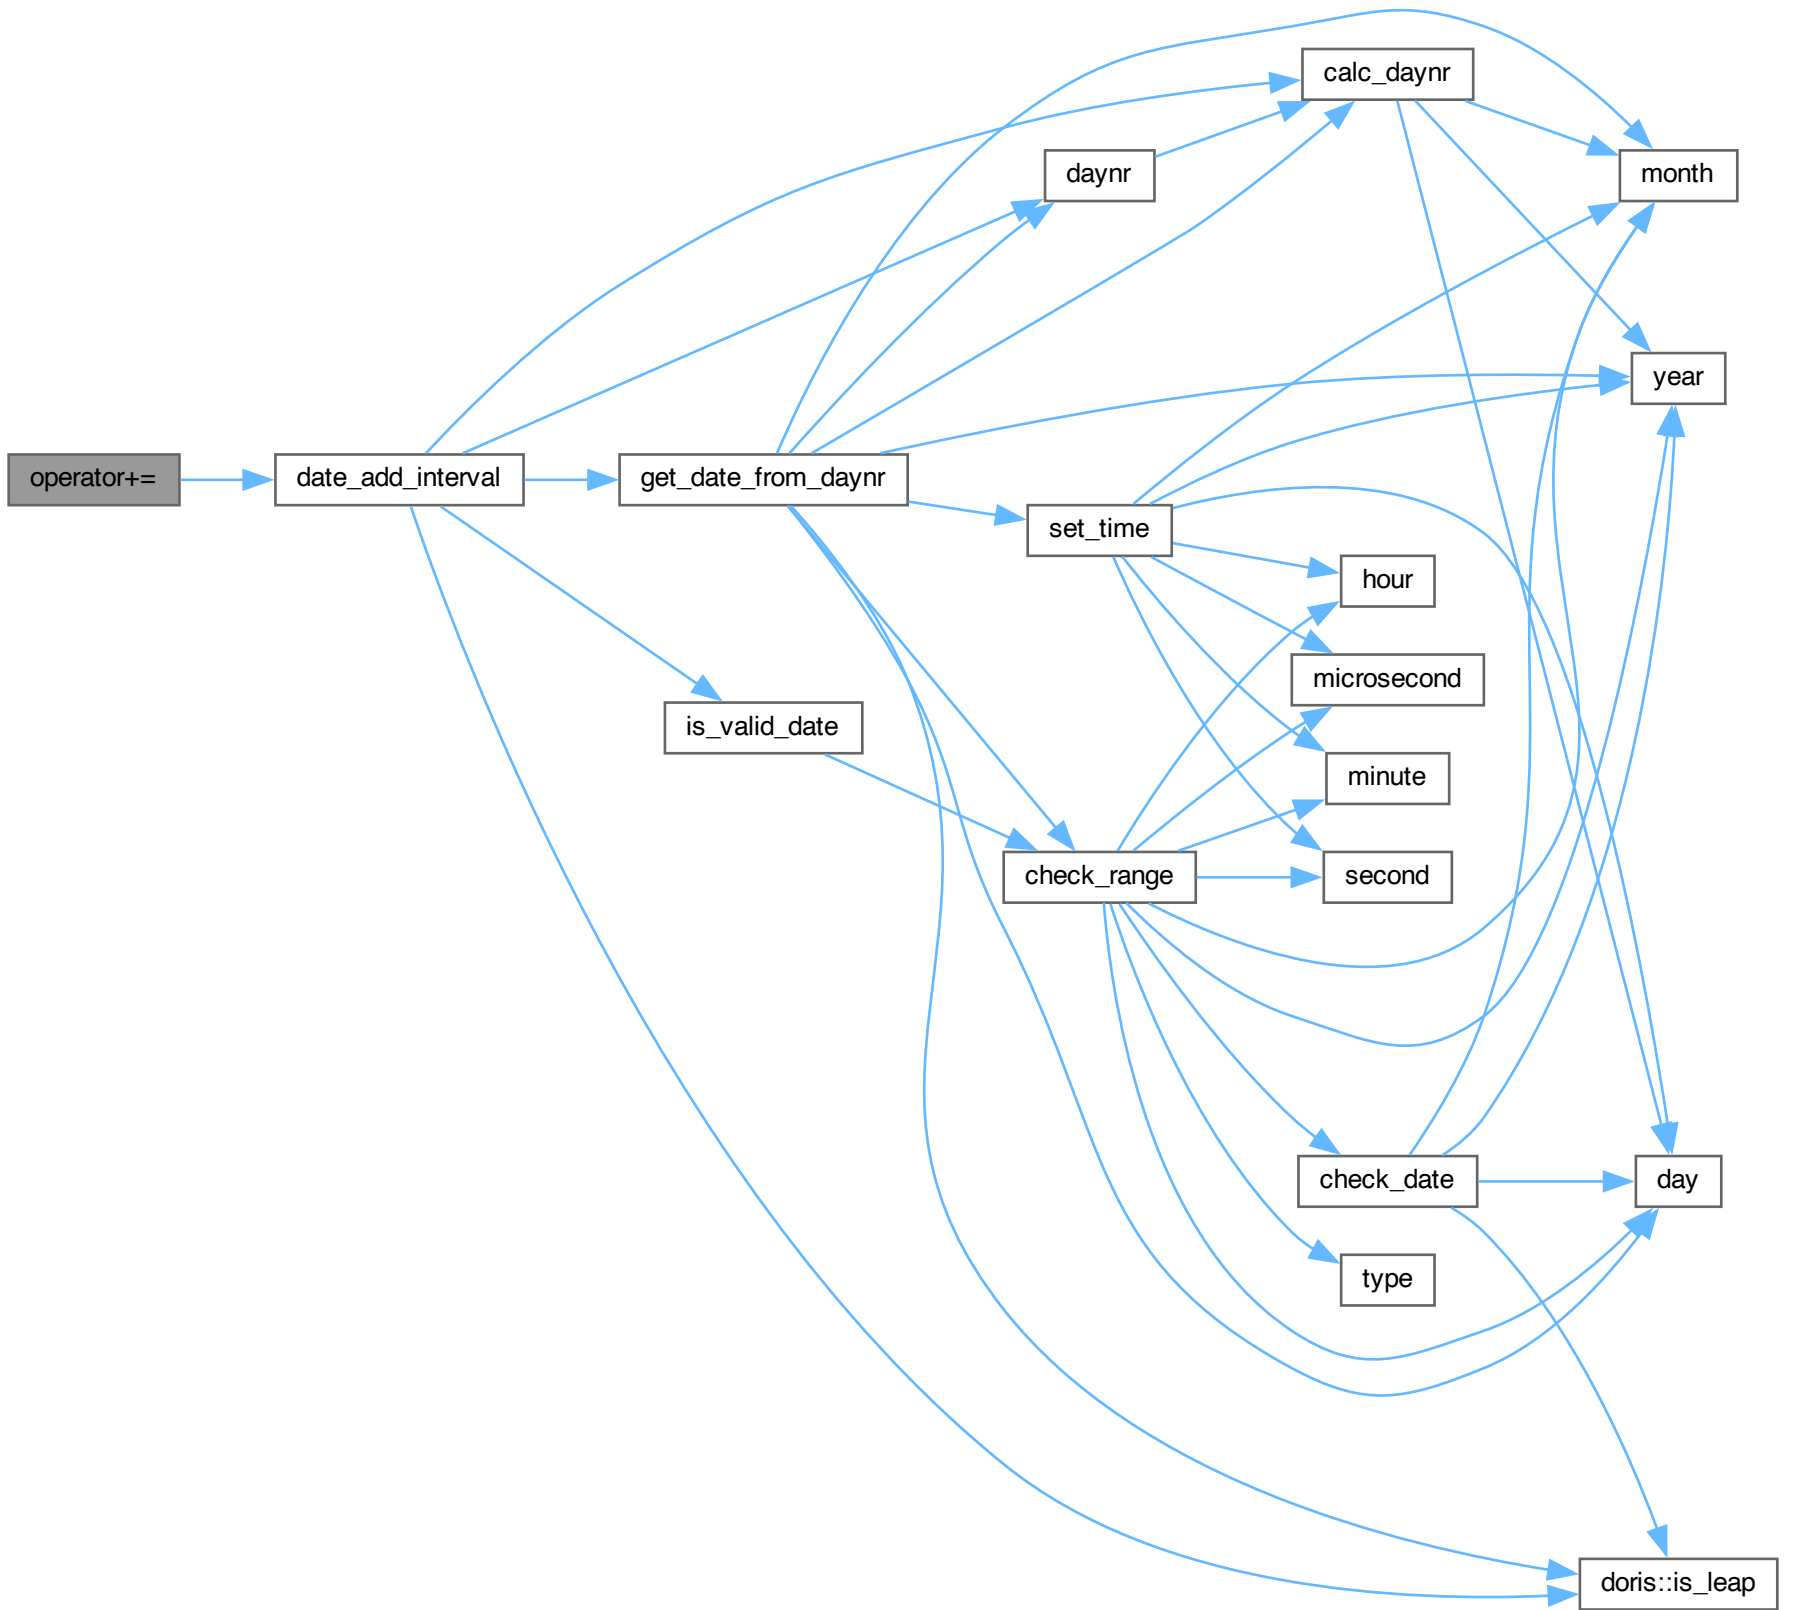 calc_daynr
daynr
month
year
operator+=
date_add_interval
get_date_from_daynr
set_time
hour
microsecond
is_valid_date
minute
check_range
second
check_date
day
type
doris::is_leap